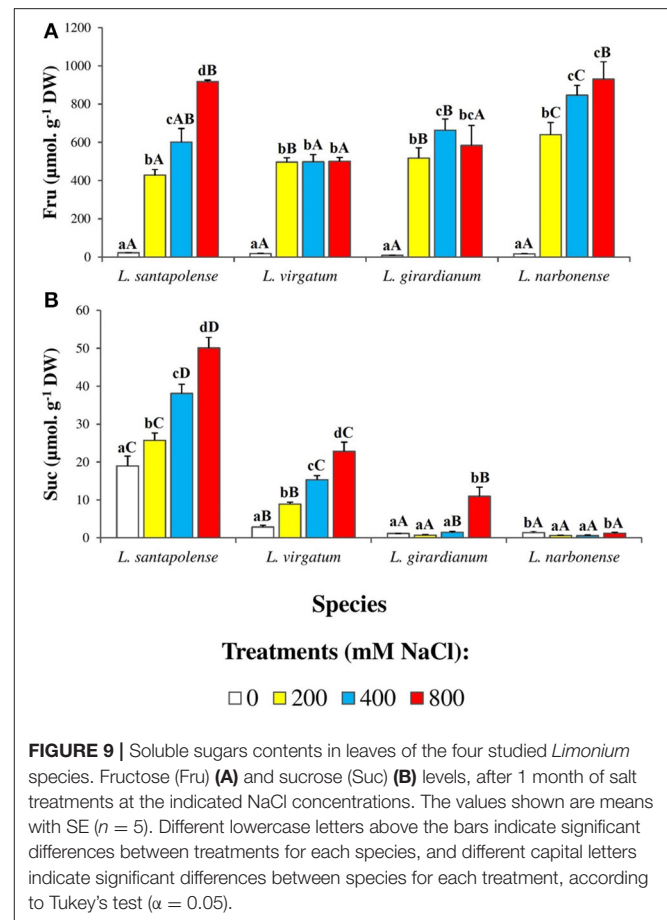 A
1200
1000
800
600
400
200
0
Fru (µmol. g⁻¹ DW)
aA bA cAB dB
aA bB bB bA
aA bB cB bcA
aA bC cC cB
L. santapolense L. virgatum L. girardianum L. narbonense
B
60
50
40
30
20
10
0
Suc (µmol. g⁻¹ DW)
aC bC cD dD
aB bB cC dC
aA aA aB bB
bA aA aA bA
L. santapolense L. virgatum L. girardianum L. narbonense
Species
Treatments (mM NaCl):
0 200 400 800
FIGURE 9 | Soluble sugars contents in leaves of the four studied Limonium
species. Fructose (Fru) (A) and sucrose (Suc) (B) levels, after 1 month of salt
treatments at the indicated NaCl concentrations. The values shown are means
with SE (n = 5). Different lowercase letters above the bars indicate significant
differences between treatments for each species, and different capital letters
indicate significant differences between species for each treatment, according
to Tukey's test (α = 0.05).